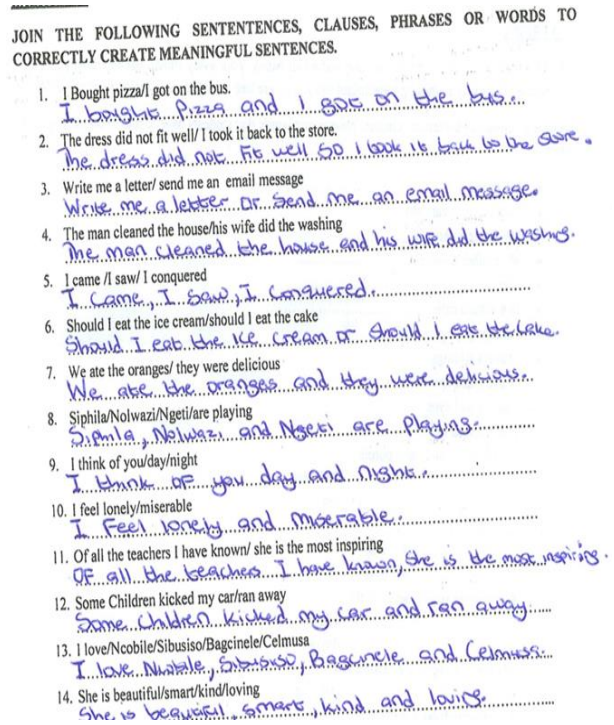 JOIN THE FOLLOWING SENTENTENCES, CLAUSES, PHRASES OR WORDS TO
CORRECTLY CREATE MEANINGFUL SENTENCES.
1. I Bought pizza/I got on the bus.
I bought Pizza and I got on the bus.
2. The dress did not fit well/ I took it back to the store.
The dress did not fit well so I took it back to the store.
3. Write me a letter/ send me an email message
Write me a letter or send me an email message.
4. The man cleaned the house/his wife did the washing
The man cleaned the house and his wife did the washing.
5. I came /I saw/ I conquered
I came, I saw, I conquered.
6. Should I eat the ice cream/should I eat the cake
Should I eat the ice cream or should I eat the cake.
7. We ate the oranges/ they were delicious
We ate the oranges and they were delicious.
8. Siphila/Nolwazi/Ngeti/are playing
Siphila, Nolwazi and Ngeti are playing.
9. I think of you/day/night
I think of you day and night.
10. I feel lonely/miserable
I feel lonely and miserable.
11. Of all the teachers I have known/ she is the most inspiring
Of all the teachers I have known, she is the most inspiring.
12. Some Children kicked my car/ran away
Some children kicked my car and ran away
13. I love/Ncobile/Sibusiso/Bagcinele/Celmusa
I love Ncobile, Sibusiso, Bagcinele and Celmusa.
14. She is beautiful/smart/kind/loving
She is beautiful, smart, kind and loving.